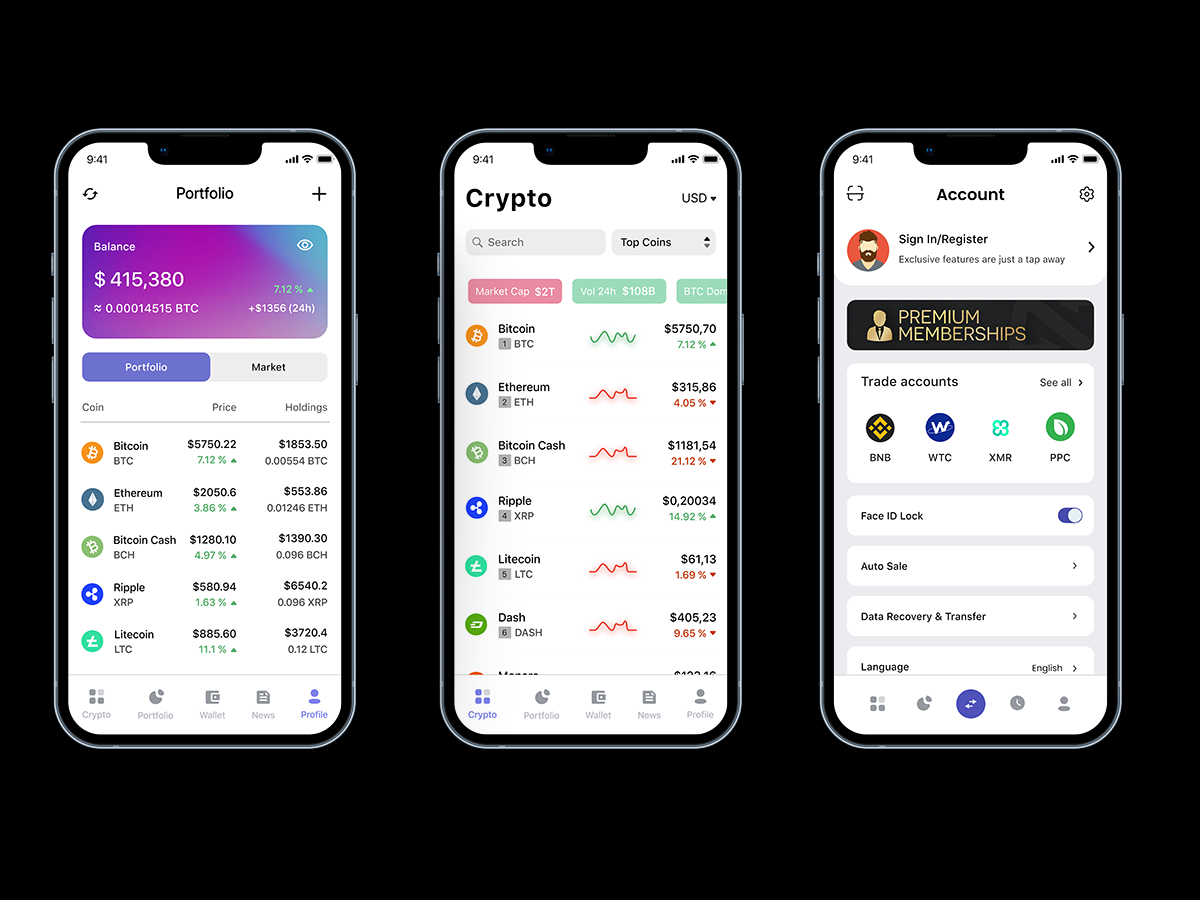 9:41
Portfolio
Balance
$ 415,380
7.12 %
≈ 0.00014515 BTC
+$1356 (24h)
Portfolio Market
Coin Price Holdings
Bitcoin $5750.22 $1853.50
BTC 7.12 % 0.00554 BTC
Ethereum $2050.6 $553.86
ETH 3.86 % 0.01246 ETH
Bitcoin Cash $1280.10 $1390.30
BCH 4.97 % 0.096 BCH
Ripple $580.94 $6540.2
XRP 1.63 % 0.096 XRP
Litecoin $885.60 $3720.4
LTC 11.1 % 0.12 LTC
Crypto Portfolio Wallet News Profile
9:41
Crypto USD
Search Top Coins
Market Cap $2T Vol 24h $108B BTC Dom
Bitcoin $5750,70
1 BTC 7.12 %
Ethereum $315,86
2 ETH 4.05 %
Bitcoin Cash $1181,54
3 BCH 21.12 %
Ripple $0,20034
4 XRP 14.92 %
Litecoin $61,13
5 LTC 1.69 %
Dash $405,23
6 DASH 9.65 %
Crypto Portfolio Wallet News Profile
9:41
Account
Sign In/Register
Exclusive features are just a tap away
PREMIUM
MEMBERSHIPS
Trade accounts See all
BNB WTC XMR PPC
Face ID Lock
Auto Sale
Data Recovery & Transfer
Language English